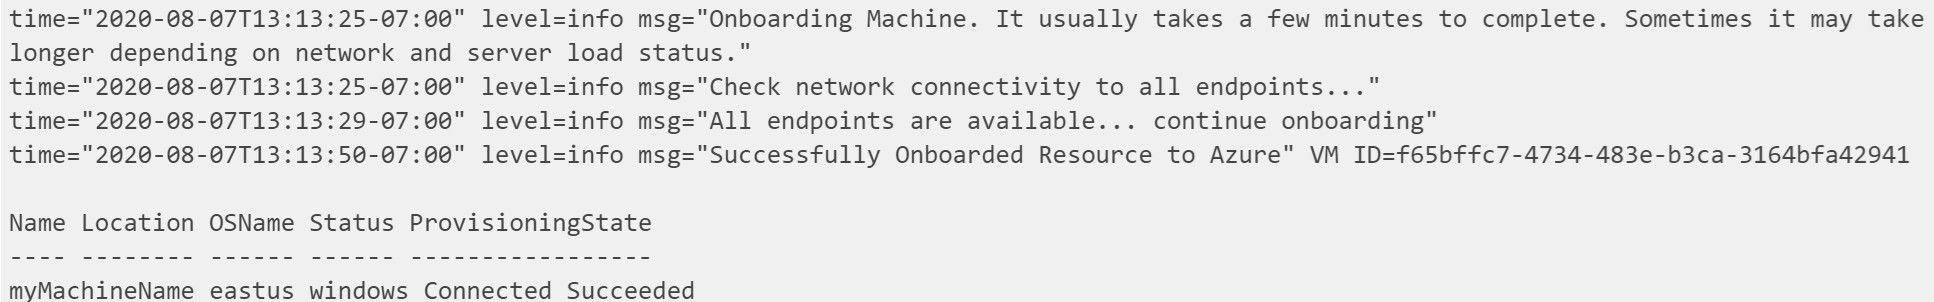 time="2020-08-07T13:13:25-07:00" level=info msg="Onboarding Machine. It usually takes a few minutes to complete. Sometimes it may take
longer depending on network and server load status."
time="2020-08-07T13:13:25-07:00" level=info msg="Check network connectivity to all endpoints..."
time="2020-08-07T13:13:29-07:00" level=info msg="All endpoints are available... continue onboarding"
time="2020-08-07T13:13:50-07:00" level=info msg="Successfully Onboarded Resource to Azure" VM ID=f65bffc7-4734-483e-b3ca-3164bfa42941
Name Location OSName Status ProvisioningState
---- -------- ------ ------ -----------------
myMachineName eastus windows Connected Succeeded